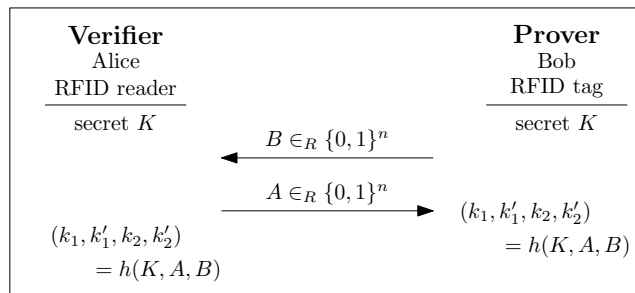 Verifier
Alice
RFID reader
secret K
Prover
Bob
RFID tag
secret K
B ∈_R {0, 1}^n
A ∈_R {0, 1}^n
(k_1, k'_1, k_2, k'_2)
= h(K, A, B)
(k_1, k'_1, k_2, k'_2)
= h(K, A, B)